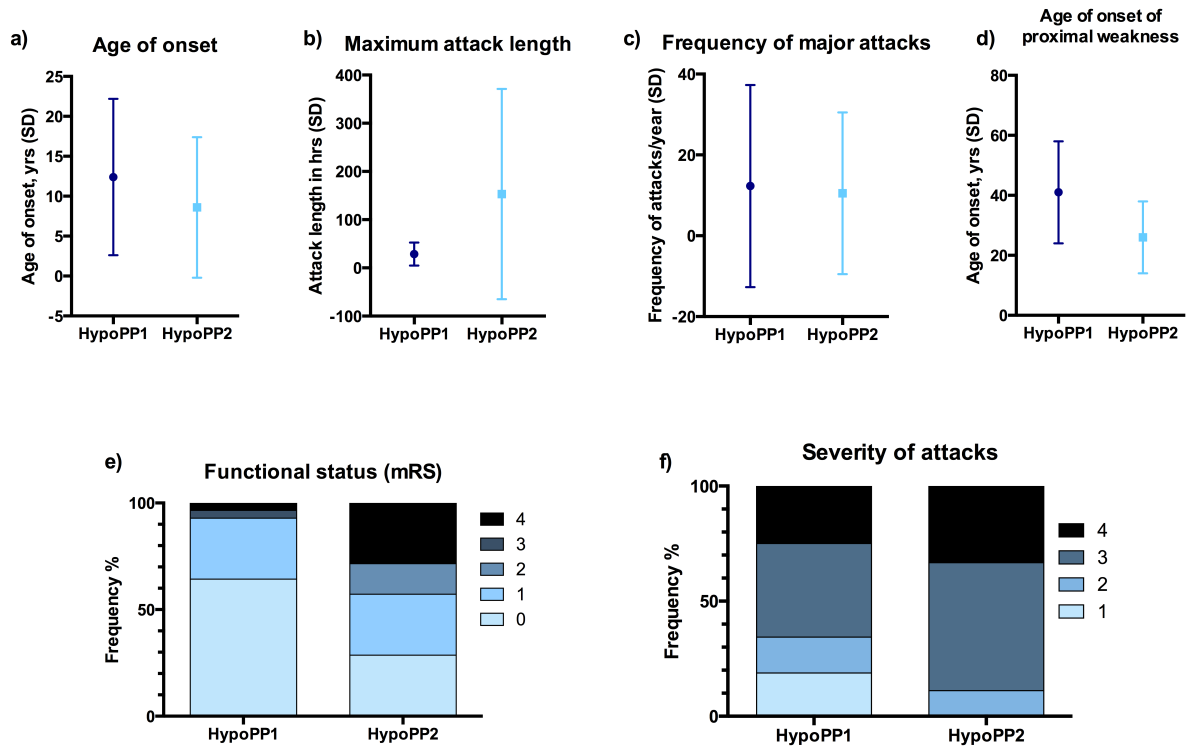 a)
Age of onset
Age of onset, yrs (SD)
25
20
15
10
5
0
-5
HypoPP1
HypoPP2
b)
Maximum attack length
Attack length in hrs (SD)
400
300
200
100
0
-100
HypoPP1
HypoPP2
c)
Frequency of major attacks
Frequency of attacks/year (SD)
40
20
0
-20
HypoPP1
HypoPP2
d)
Age of onset of
proximal weakness
Age of onset, yrs (SD)
80
60
40
20
0
HypoPP1
HypoPP2
e)
Functional status (mRS)
Frequency %
100
50
0
HypoPP1
HypoPP2
4
3
2
1
0
f)
Severity of attacks
Frequency %
100
50
0
HypoPP1
HypoPP2
4
3
2
1